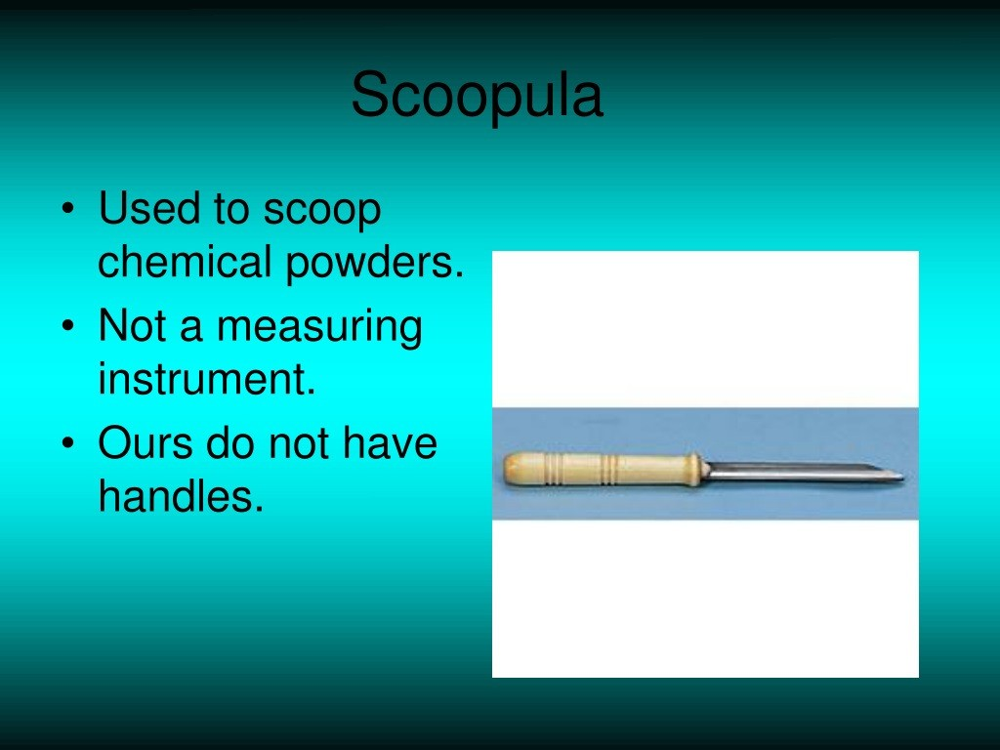 Scoopula
• Used to scoop
chemical powders.
• Not a measuring
instrument.
• Ours do not have
handles.